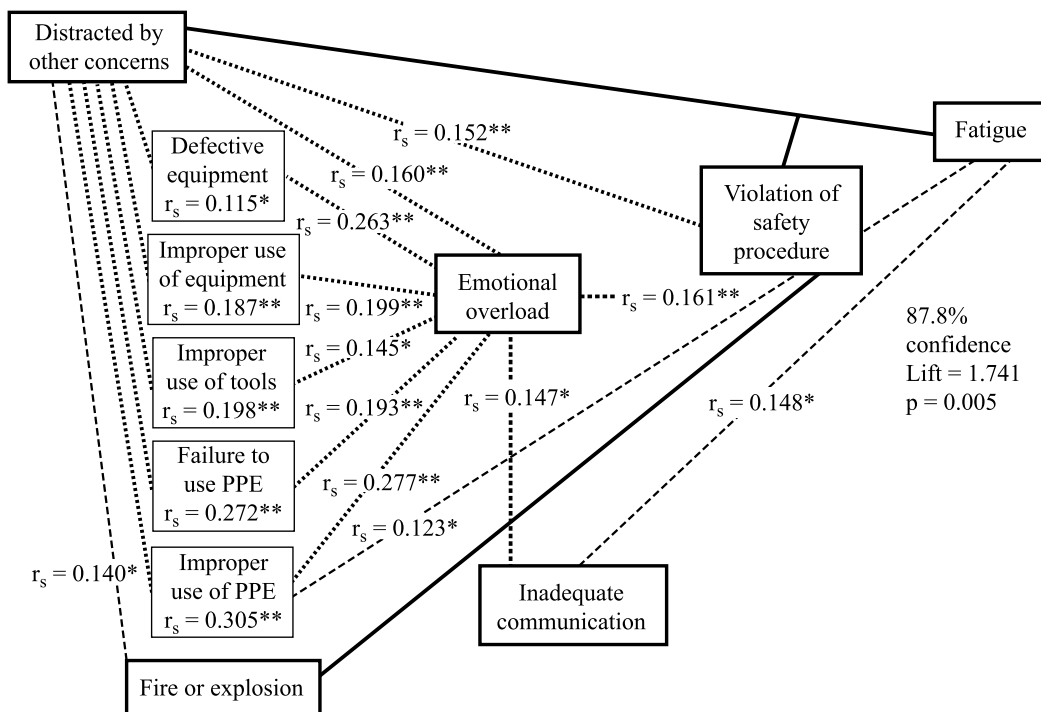 Distracted by
other concerns
Fatigue
r_s = 0.152**
Defective
equipment
r_s = 0.115*
r_s = 0.160**
Violation of
safety
procedure
r_s = 0.263**
Improper use
of equipment
r_s = 0.187**
Emotional
overload
r_s = 0.161**
r_s = 0.199**
87.8%
confidence
Lift = 1.741
p = 0.005
r_s = 0.145*
Improper
use of tools
r_s = 0.198**
r_s = 0.193**
r_s = 0.147*
r_s = 0.148*
Failure to
use PPE
r_s = 0.272**
r_s = 0.277**
r_s = 0.123*
r_s = 0.140*
Improper
use of PPE
r_s = 0.305**
Inadequate
communication
Fire or explosion